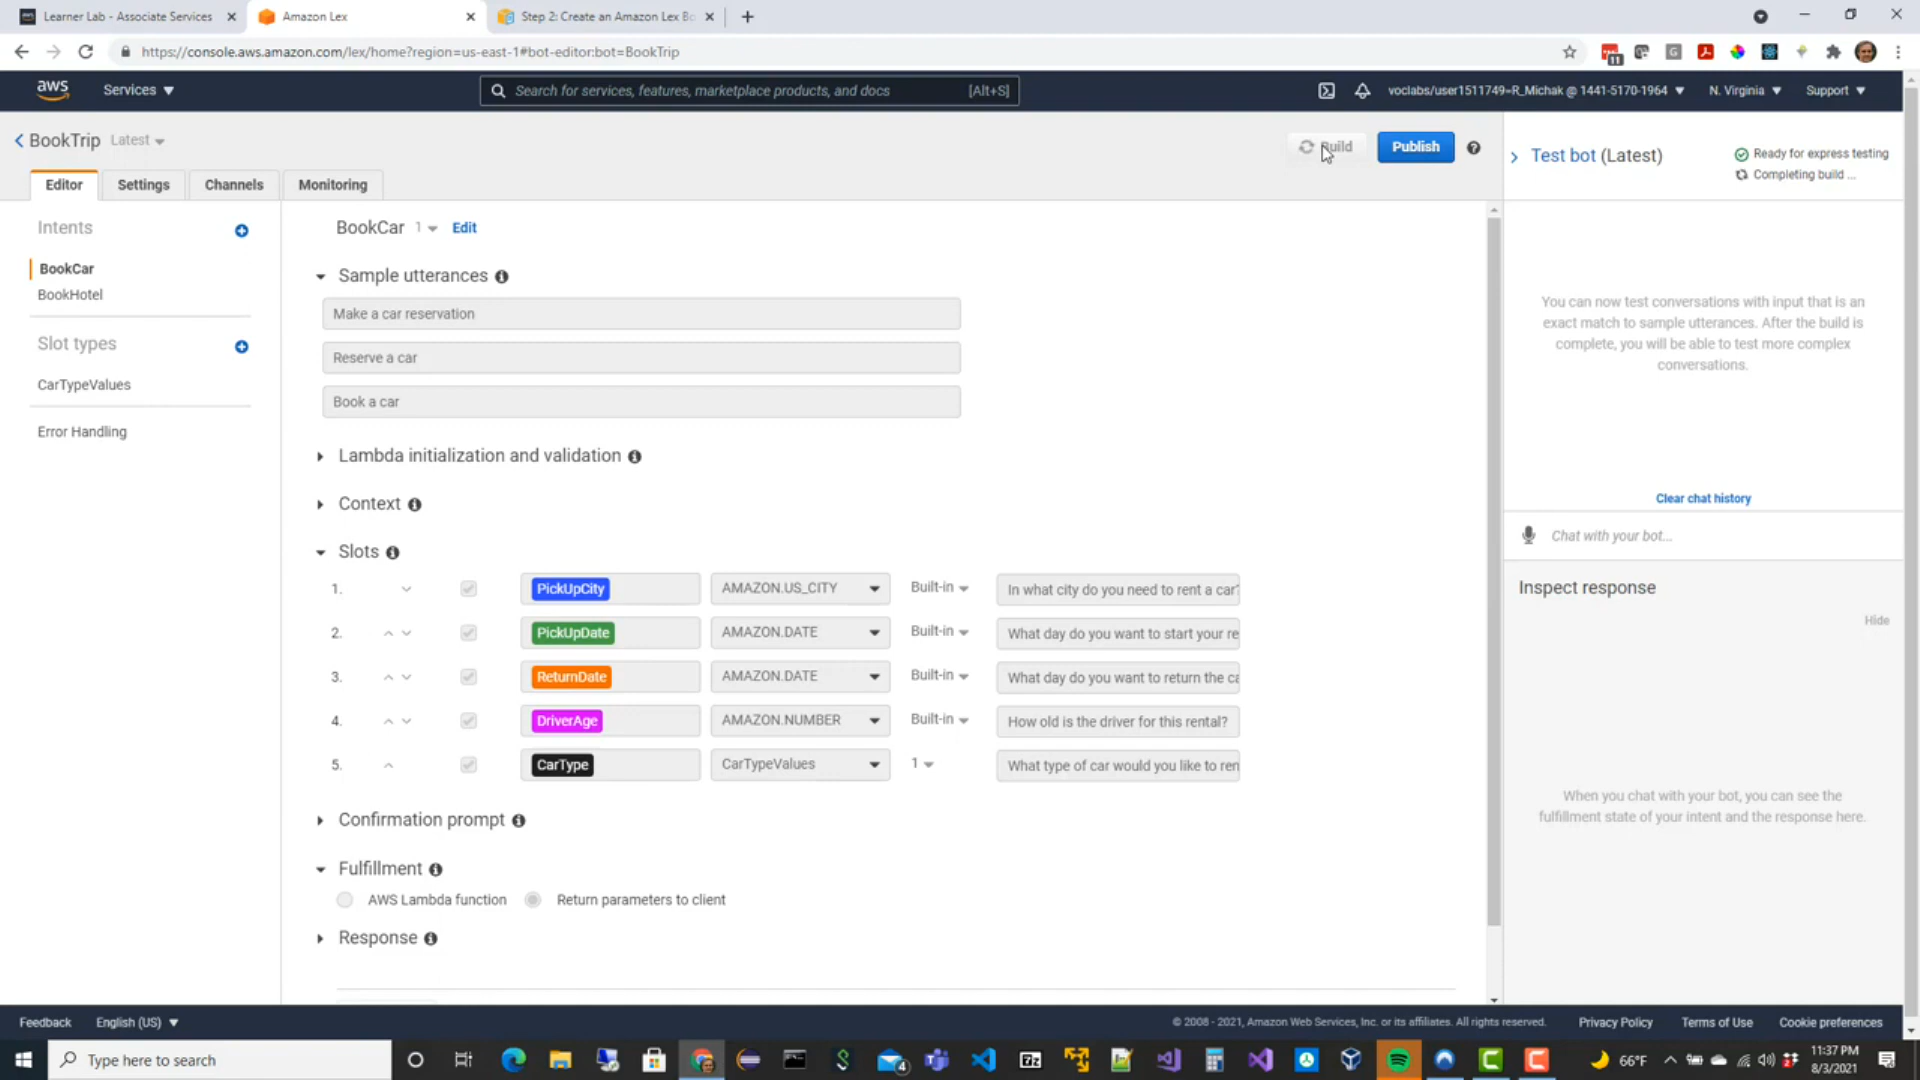 Learner Lab - Associate Services
Amazon Lex
Step 2: Create an Amazon Lex Bo
https://console.aws.amazon.com/lex/home?region=us-east-1#bot-editor:bot=BookTrip
11
aws
Services
Search for services, features, marketplace products, and docs
[Alt+S]
voclabs/user1511749=R_Michak @ 1441-5170-1964
N. Virginia
Support
BookTrip
Latest
Build
Publish
Test bot (Latest)
Ready for express testing
Completing build ...
Editor
Settings
Channels
Monitoring
Intents
BookCar
BookHotel
Slot types
CarTypeValues
Error Handling
BookCar 1 Edit
Sample utterances
Make a car reservation
Reserve a car
Book a car
Lambda initialization and validation
Context
Slots
1. PickUpCity AMAZON.US_CITY Built-in In what city do you need to rent a car?
2. PickUpDate AMAZON.DATE Built-in What day do you want to start your re
3. ReturnDate AMAZON.DATE Built-in What day do you want to return the ca
4. DriverAge AMAZON.NUMBER Built-in How old is the driver for this rental?
5. CarType CarTypeValues 1 What type of car would you like to ren
Confirmation prompt
Fulfillment
AWS Lambda function
Return parameters to client
Response
You can now test conversations with input that is an
exact match to sample utterances. After the build is
complete, you will be able to test more complex
conversations.
Clear chat history
Chat with your bot...
Inspect response
Hide
When you chat with your bot, you can see the
fulfillment state of your intent and the response here.
Feedback
English (US)
© 2008 - 2021, Amazon Web Services, Inc. or its affiliates. All rights reserved.
Privacy Policy
Terms of Use
Cookie preferences
Type here to search
4
7z
66°F
11:37 PM
8/3/2021